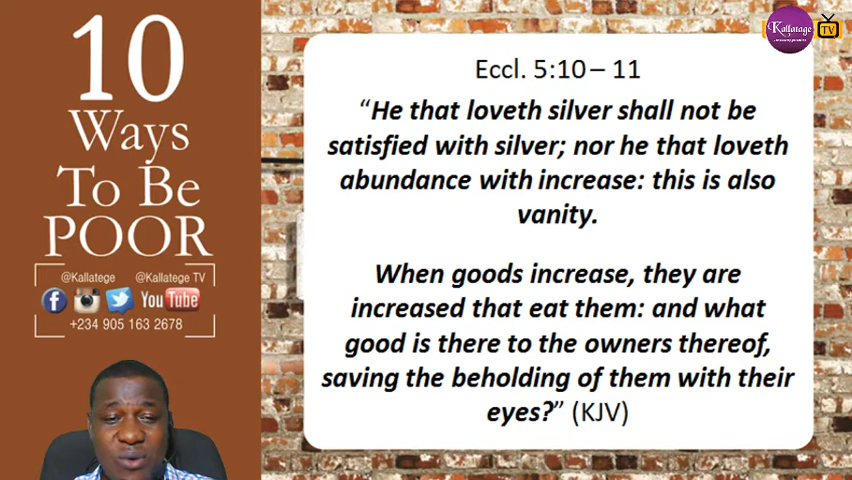 10
Ways
To Be
POOR
@Kallatege @Kallatege TV
f You Tube
+234 905 163 2678
Kallatege
TV
Eccl. 5:10 – 11
“He that loveth silver shall not be
satisfied with silver; nor he that loveth
abundance with increase: this is also
vanity.
When goods increase, they are
increased that eat them: and what
good is there to the owners thereof,
saving the beholding of them with their
eyes?” (KJV)